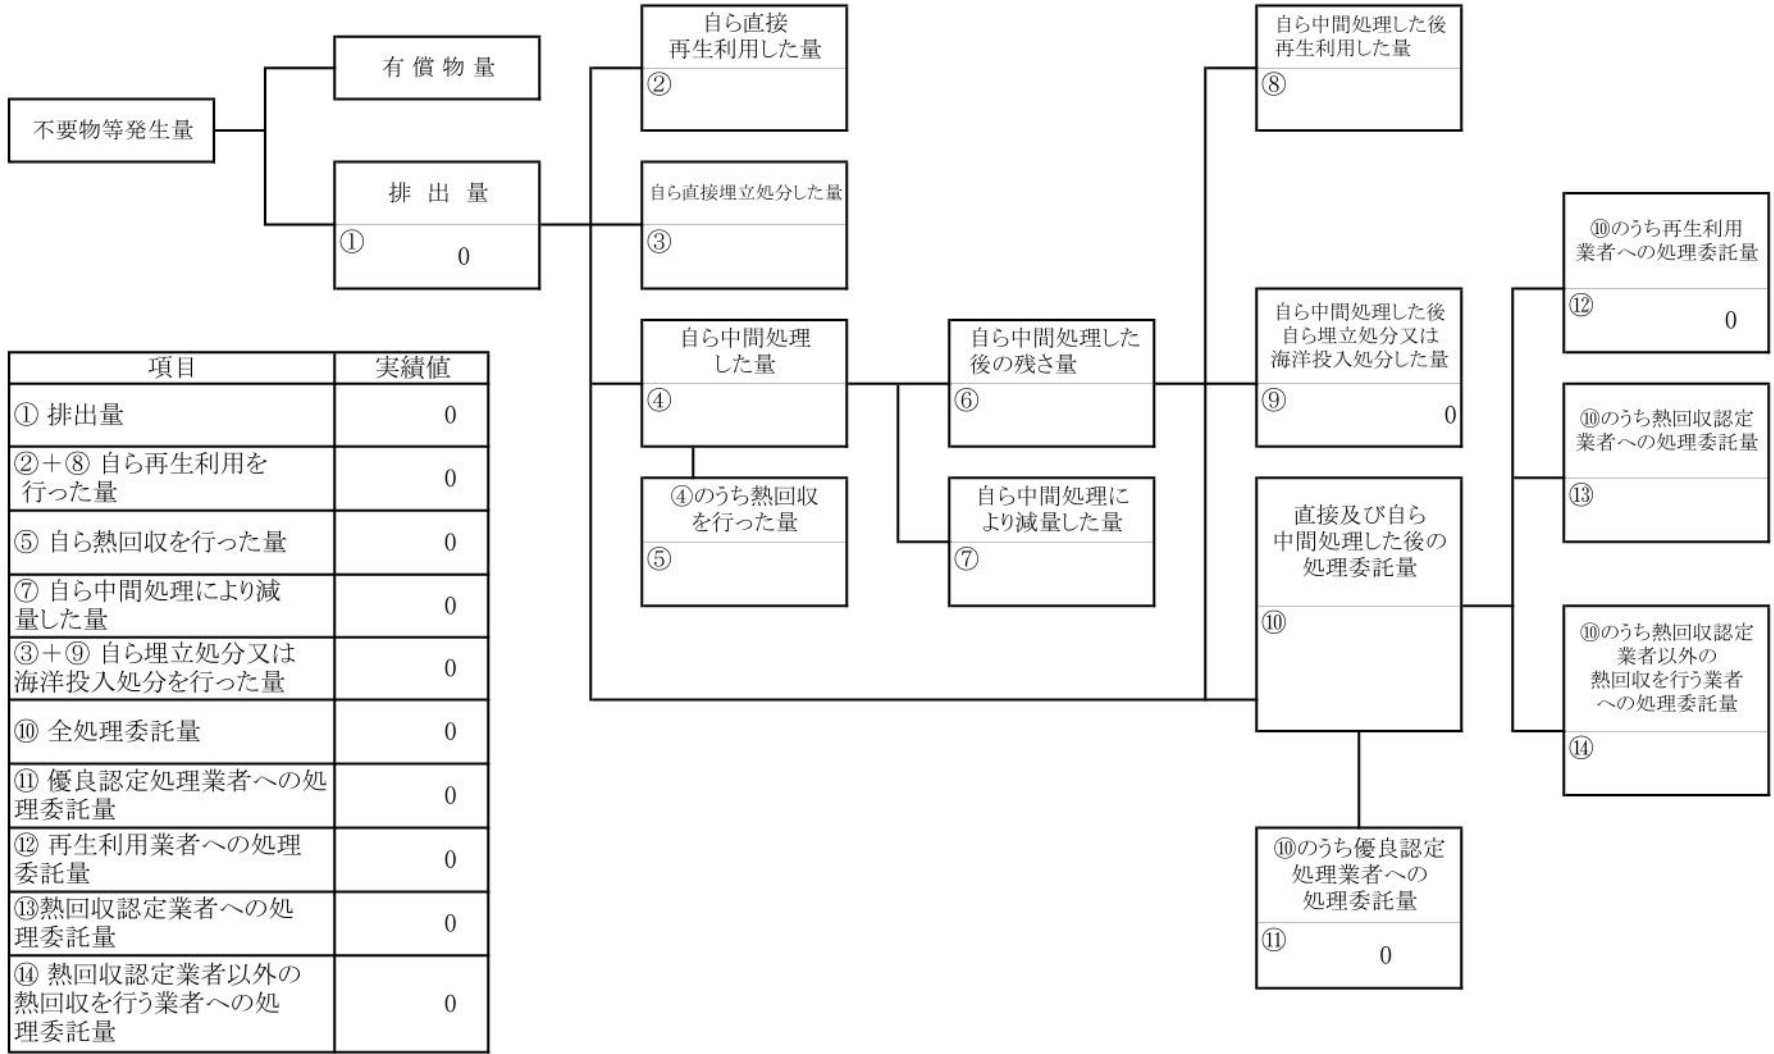 不要物等発生量
有 償 物 量
排 出 量
①
0
自ら直接
再生利用した量
②
自ら直接埋立処分した量
③
自ら中間処理
した量
④
④のうち熱回収
を行った量
⑤
自ら中間処理した
後の残さ量
⑥
自ら中間処理に
より減量した量
⑦
自ら中間処理した後
再生利用した量
⑧
自ら中間処理した後
自ら埋立処分又は
海洋投入処分した量
⑨
0
直接及び自ら
中間処理した後の
処理委託量
⑩
⑩のうち優良認定
処理業者への
処理委託量
⑪
0
⑩のうち再生利用
業者への処理委託量
⑫
0
⑩のうち熱回収認定
業者への処理委託量
⑬
⑩のうち熱回収認定
業者以外の
熱回収を行う業者
への処理委託量
⑭
項目 実績値
① 排出量 0
②+⑧ 自ら再生利用を
行った量 0
⑤ 自ら熱回収を行った量 0
⑦ 自ら中間処理により減
量した量 0
③+⑨ 自ら埋立処分又は
海洋投入処分を行った量 0
⑩ 全処理委託量 0
⑪ 優良認定処理業者への処
理委託量 0
⑫ 再生利用業者への処理
委託量 0
⑬熱回収認定業者への処
理委託量 0
⑭ 熱回収認定業者以外の
熱回収を行う業者への処 0
理委託量